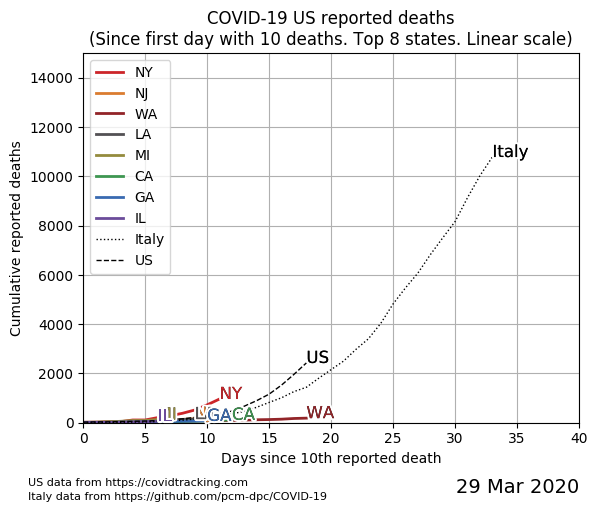 COVID-19 US reported deaths
(Since first day with 10 deaths. Top 8 states. Linear scale)
Cumulative reported deaths
14000
12000
10000
8000
6000
4000
2000
0
NY
NJ
WA
LA
MI
CA
GA
IL
Italy
US
Italy
US
NY
WA
IL
GA
CA
0 5 10 15 20 25 30 35 40
Days since 10th reported death
US data from https://covidtracking.com
Italy data from https://github.com/pcm-dpc/COVID-19
29 Mar 2020